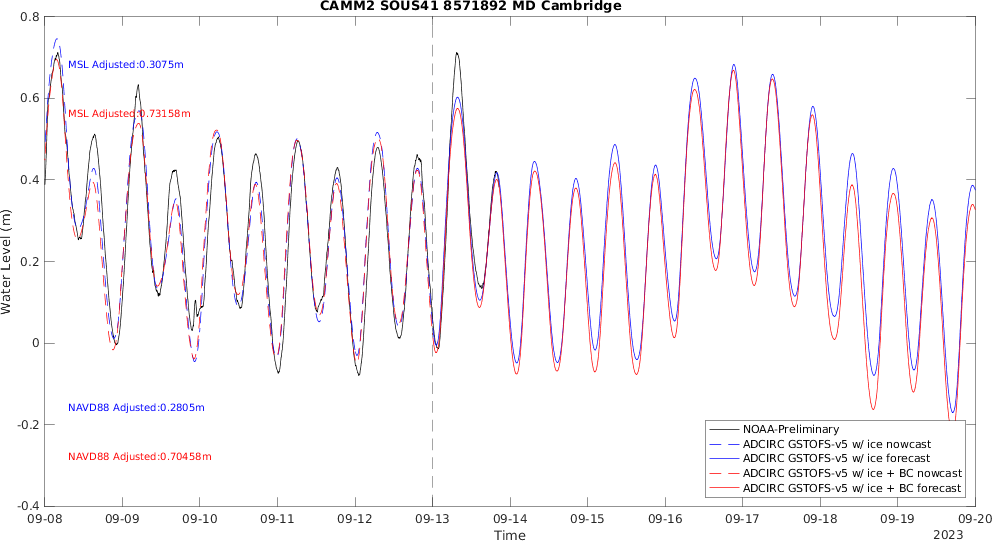 CAMM2 SOUS41 8571892 MD Cambridge
0.8
0.6
0.4
0.2
0
-0.2
-0.4
Water Level (m)
MSL Adjusted:0.3075m
MSL Adjusted:0.73158m
NAVD88 Adjusted:0.2805m
NAVD88 Adjusted:0.70458m
NOAA-Preliminary
ADCIRC GSTOFS-v5 w/ ice nowcast
ADCIRC GSTOFS-v5 w/ ice forecast
ADCIRC GSTOFS-v5 w/ ice + BC nowcast
ADCIRC GSTOFS-v5 w/ ice + BC forecast
09-08 09-09 09-10 09-11 09-12 09-13 09-14 09-15 09-16 09-17 09-18 09-19 09-20
Time
2023